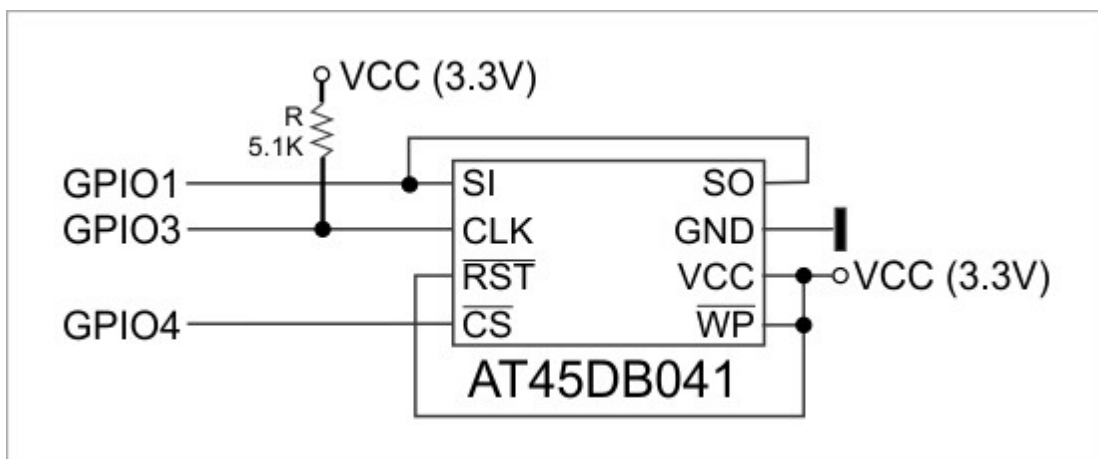 VCC (3.3V)
R
5.1K
GPIO1
SI
SO
GPIO3
CLK
GND
RST
VCC
VCC (3.3V)
GPIO4
CS
WP
AT45DB041